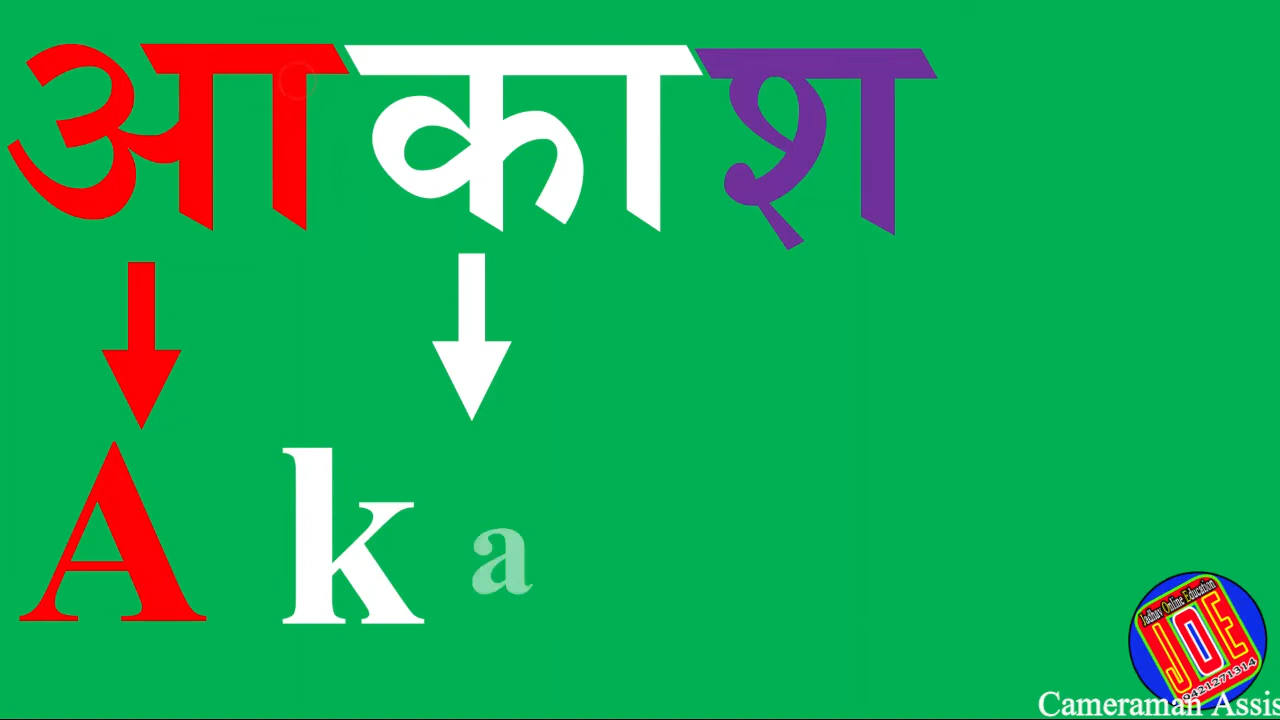 आकाश
A k a
Jadhav Online Education
JOE
9421271314
Cameraman Assis